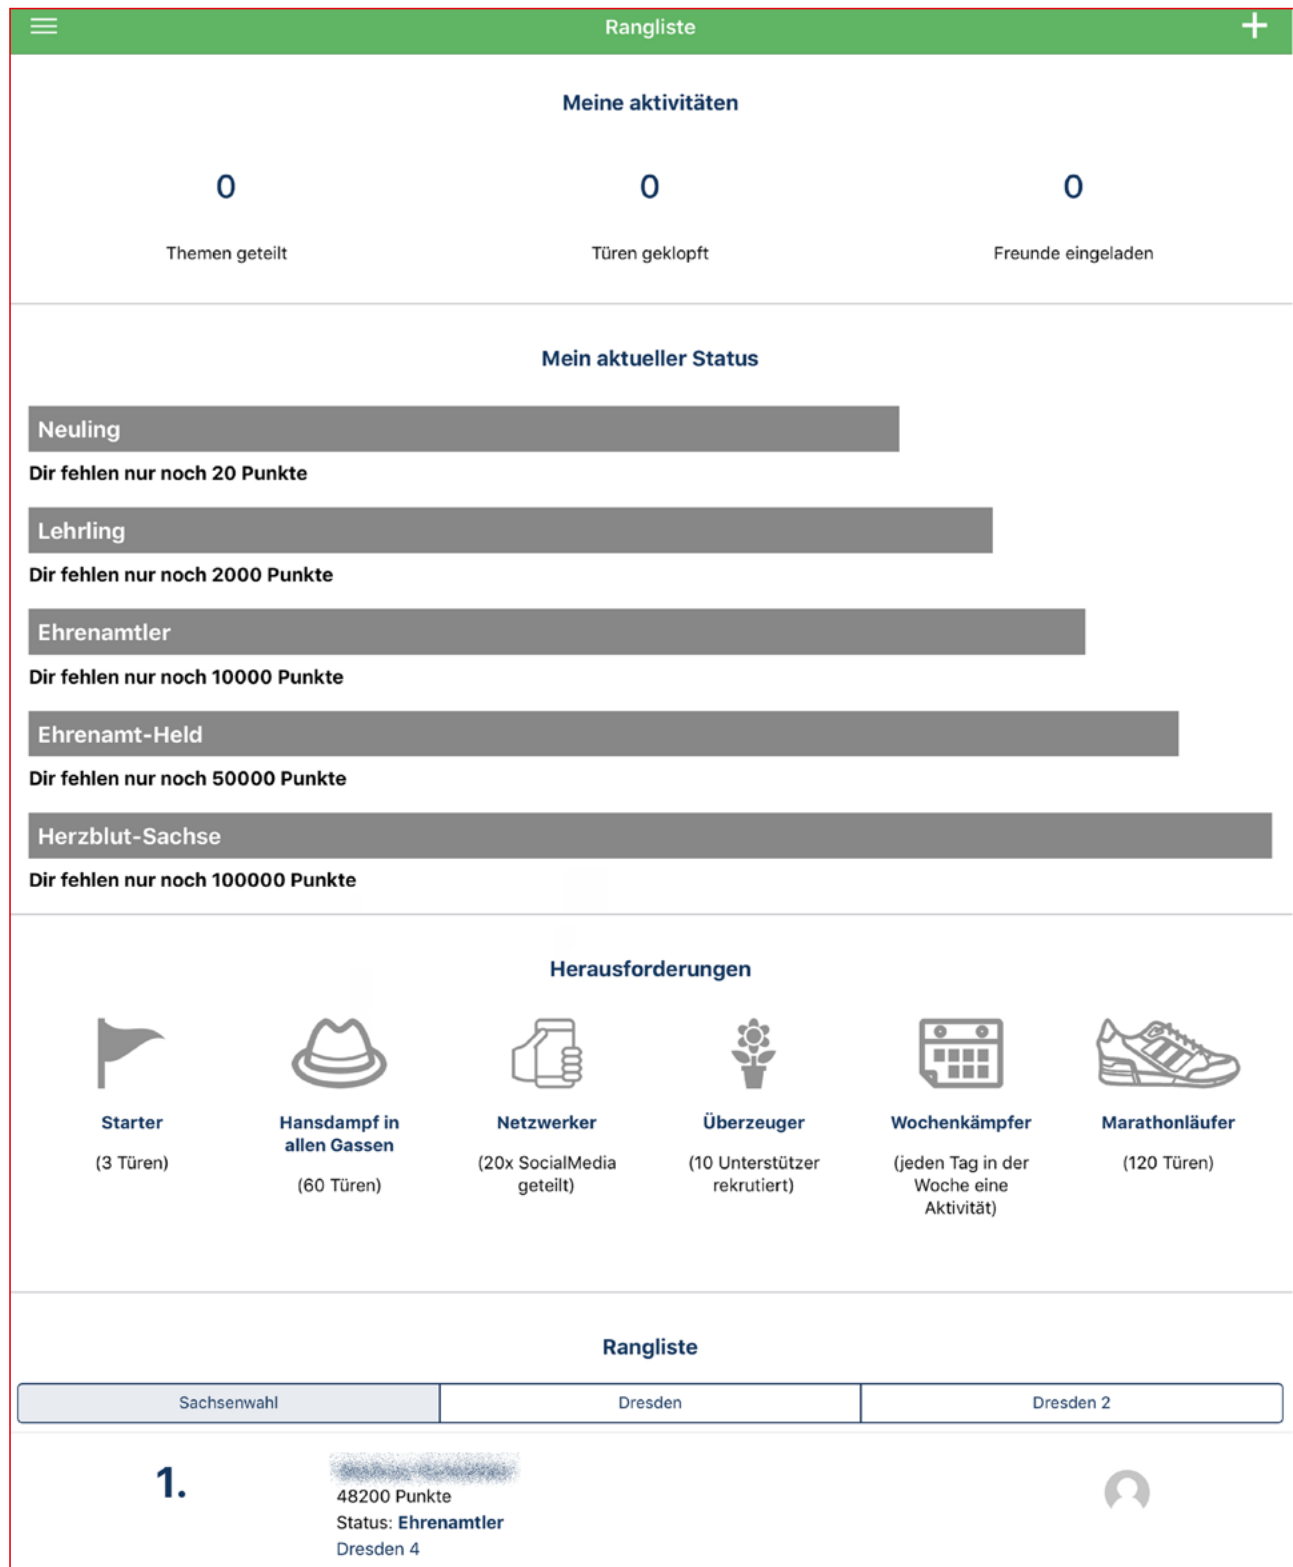 Rangliste
Meine aktivitäten
0 0 0
Themen geteilt Türen geklopft Freunde eingeladen
Mein aktueller Status
Neuling
Dir fehlen nur noch 20 Punkte
Lehrling
Dir fehlen nur noch 2000 Punkte
Ehrenamtler
Dir fehlen nur noch 10000 Punkte
Ehrenamt-Held
Dir fehlen nur noch 50000 Punkte
Herzblut-Sachse
Dir fehlen nur noch 100000 Punkte
Herausforderungen
Starter
(3 Türen)
Hansdampf in
allen Gassen
(60 Türen)
Netzwerker
(20x SocialMedia
geteilt)
Überzeuger
(10 Unterstützer
rekrutiert)
Wochenkämpfer
(jeden Tag in der
Woche eine
Aktivität)
Marathonläufer
(120 Türen)
Rangliste
Sachsenwahl Dresden Dresden 2
1.
48200 Punkte
Status: Ehrenamtler
Dresden 4